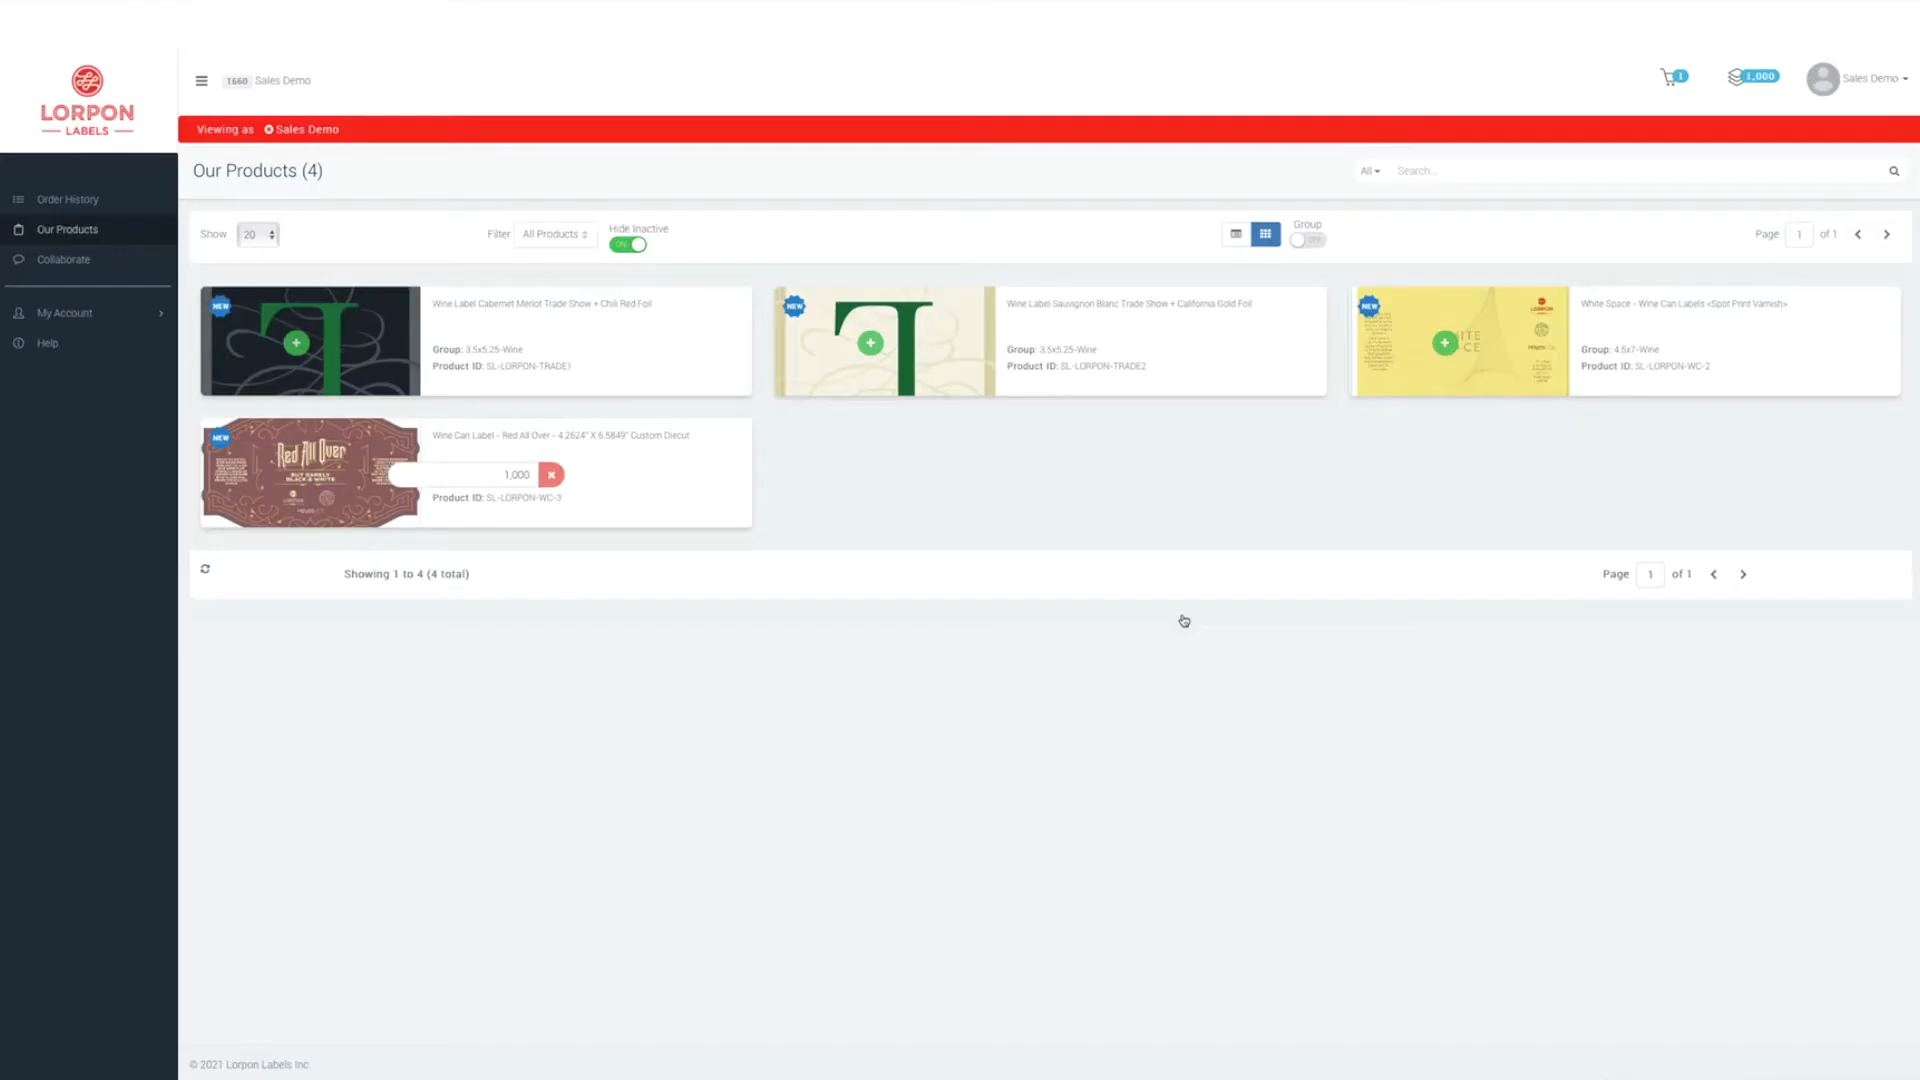 LORPON
LABELS
1660 Sales Demo
1
1,000
Sales Demo
Viewing as Sales Demo
Our Products (4)
All
Search...
Order History
Our Products
Collaborate
My Account
Help
Show 20
Filter All Products
Hide Inactive
ON
Group
OFF
Page 1 of 1
NEW
Wine Label Cabernet Merlot Trade Show + Chili Red Foil
Group: 3.5x5.25-Wine
Product ID: SL-LORPON-TRADE1
NEW
Wine Label Sauvignon Blanc Trade Show + California Gold Foil
Group: 3.5x5.25-Wine
Product ID: SL-LORPON-TRADE2
NEW
LORPON
White Space - Wine Can Labels <Spot Print Varnish>
Group: 4.5x7-Wine
Product ID: SL-LORPON-WC-2
NEW
Red All Over
BUT RARELY
BLACK & WHITE
Wine Can Label - Red All Over - 4.2624" X 6.5849" Custom Diecut
1,000
Product ID: SL-LORPON-WC-3
Showing 1 to 4 (4 total)
Page 1 of 1
© 2021 Lorpon Labels Inc